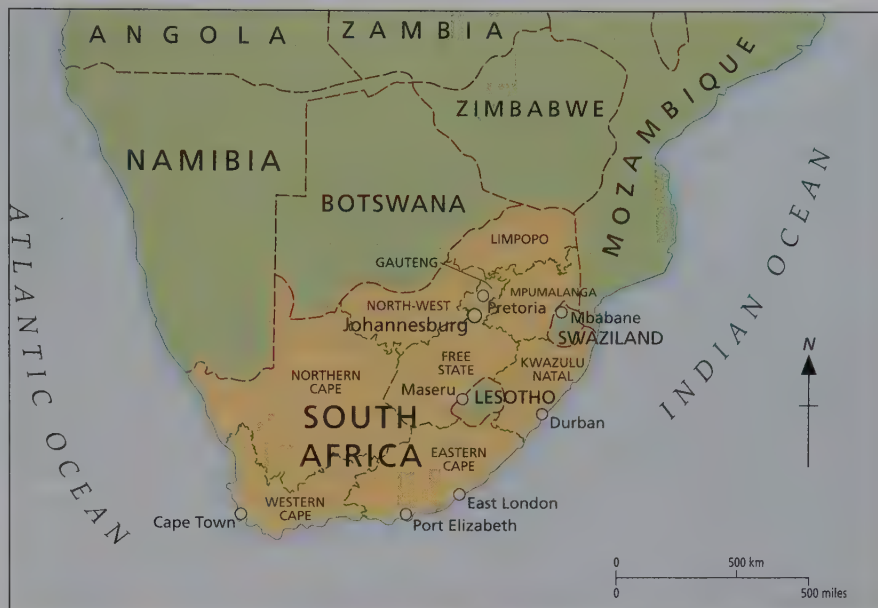 ANGOLA
ZAMBIA
ZIMBABWE
MOZAMBIQUE
NAMIBIA
BOTSWANA
ATLANTIC OCEAN
INDIAN OCEAN
LIMPOPO
GAUTENG
MPUMALANGA
NORTH-WEST
Pretoria
Johannesburg
Mbabane
SWAZILAND
FREE
STATE
KWAZULU
NATAL
NORTHERN
CAPE
Maseru
LESOTHO
Durban
SOUTH
AFRICA
EASTERN
CAPE
WESTERN
CAPE
East London
Cape Town
Port Elizabeth
N
0 500 km
0 500 miles